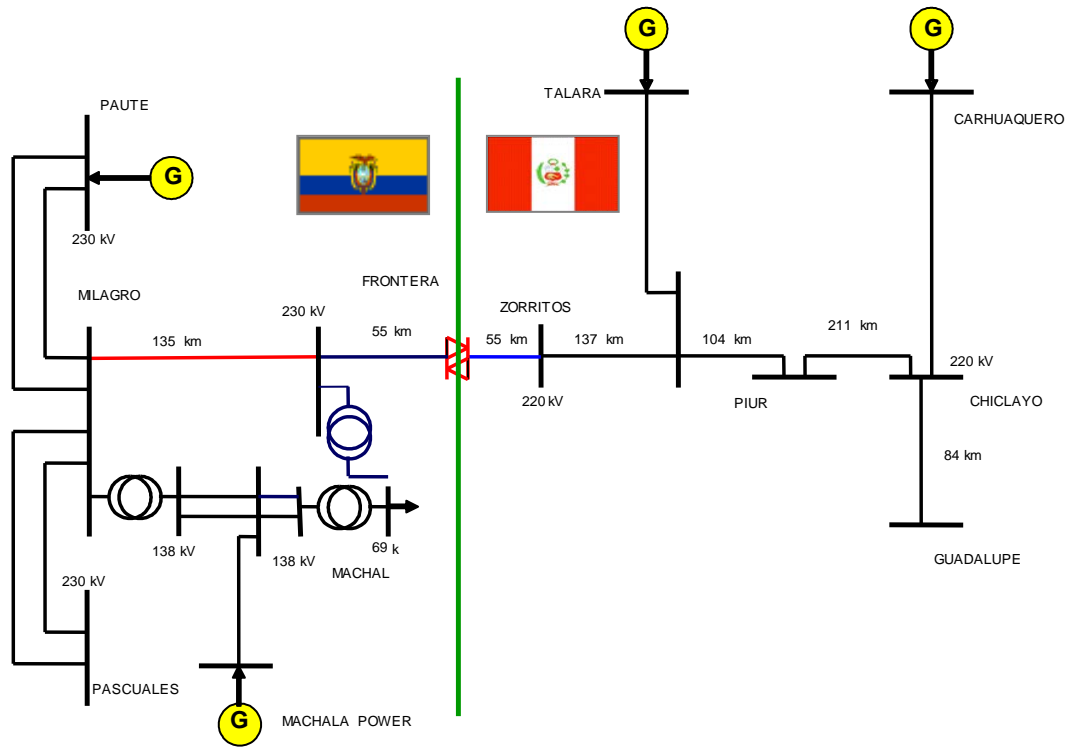 G
G
TALARA
CARHUAQUERO
PAUTE
G
230 kV
FRONTERA
MILAGRO
230 kV
ZORRITOS
135 km
55 km
55 km
137 km
104 km
211 km
220 kV
220 kV
PIUR
CHICLAYO
84 km
138 kV
138 kV
69 k
MACHAL
GUADALUPE
230 kV
PASCUALES
G
MACHALA POWER